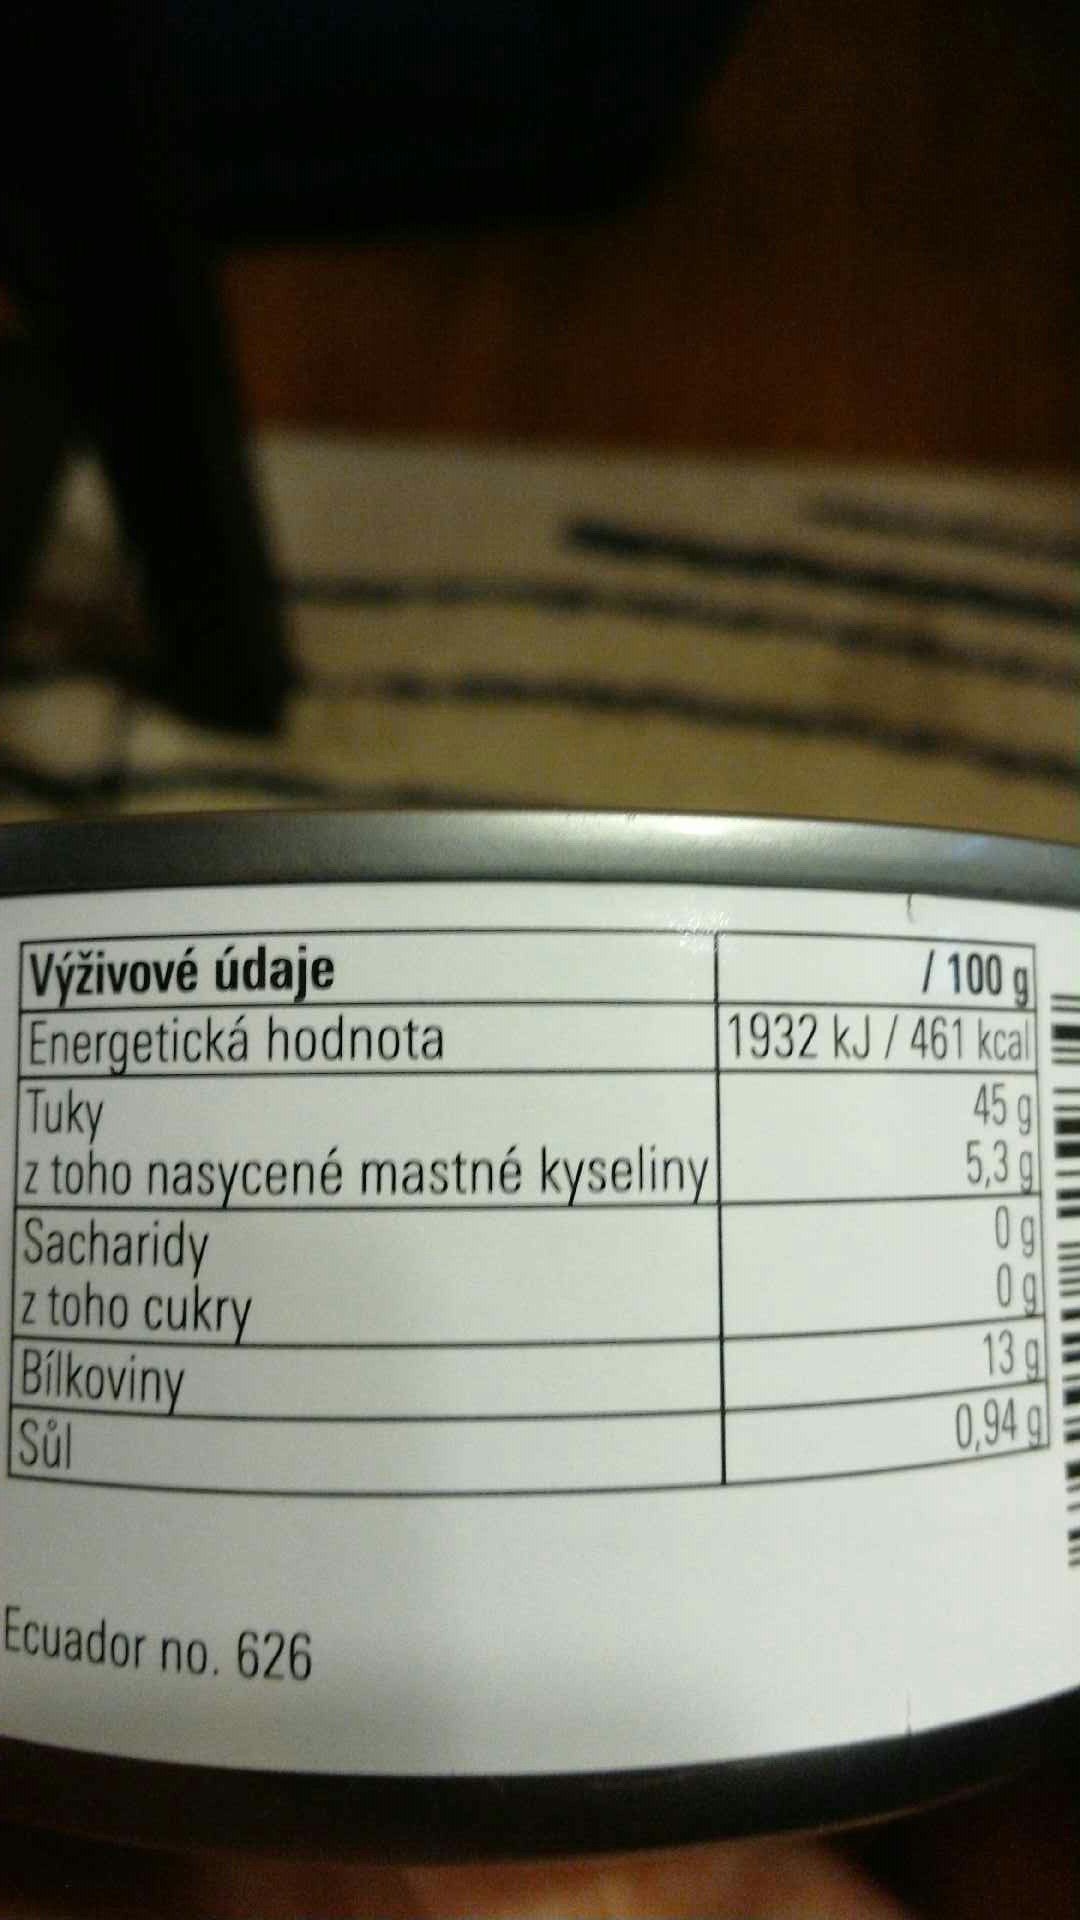 Výživové údaje / 100 g
Energetická hodnota 1932 kJ / 461 kcal
Tuky 45 g
z toho nasycené mastné kyseliny 5,3 g
Sacharidy 0 g
z toho cukry 0 g
Bílkoviny 13 g
Sůl 0,94 g
Ecuador no. 626